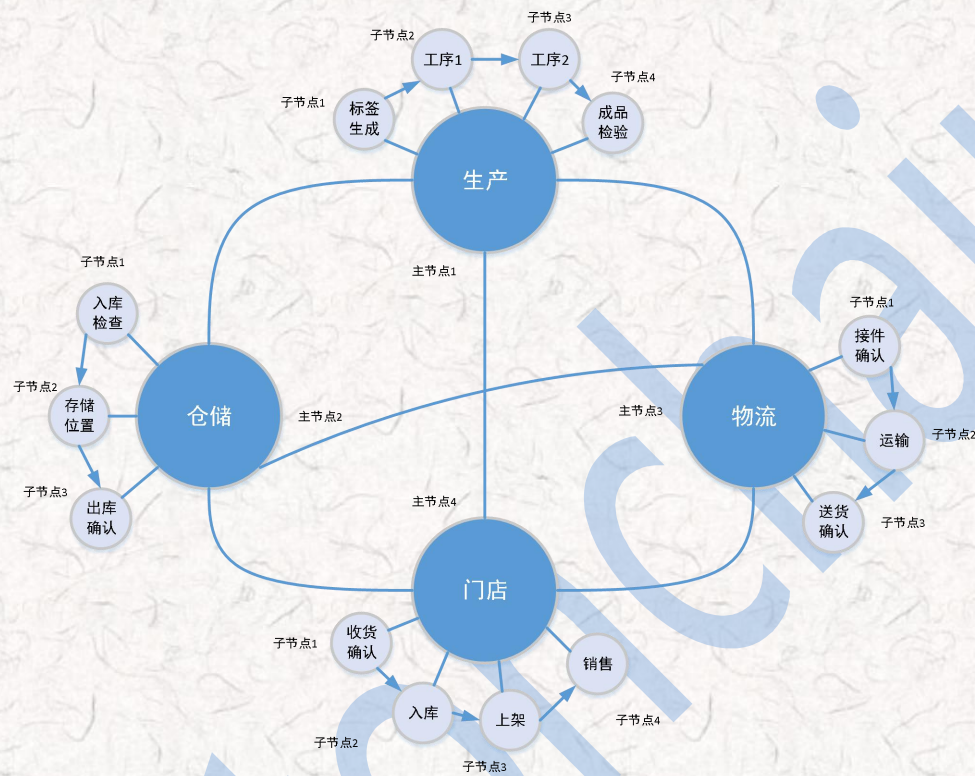 子节点3
子节点2
工序1
工序2
子节点4
子节点1
标签
生成
成品
检验
生产
主节点1
子节点1
入库
检查
子节点2
存储
位置
仓储
主节点2
子节点3
出库
确认
子节点1
接件
确认
主节点3
物流
运输
子节点2
送货
确认
子节点3
主节点4
门店
子节点1
收货
确认
销售
入库
上架
子节点4
子节点2
子节点3